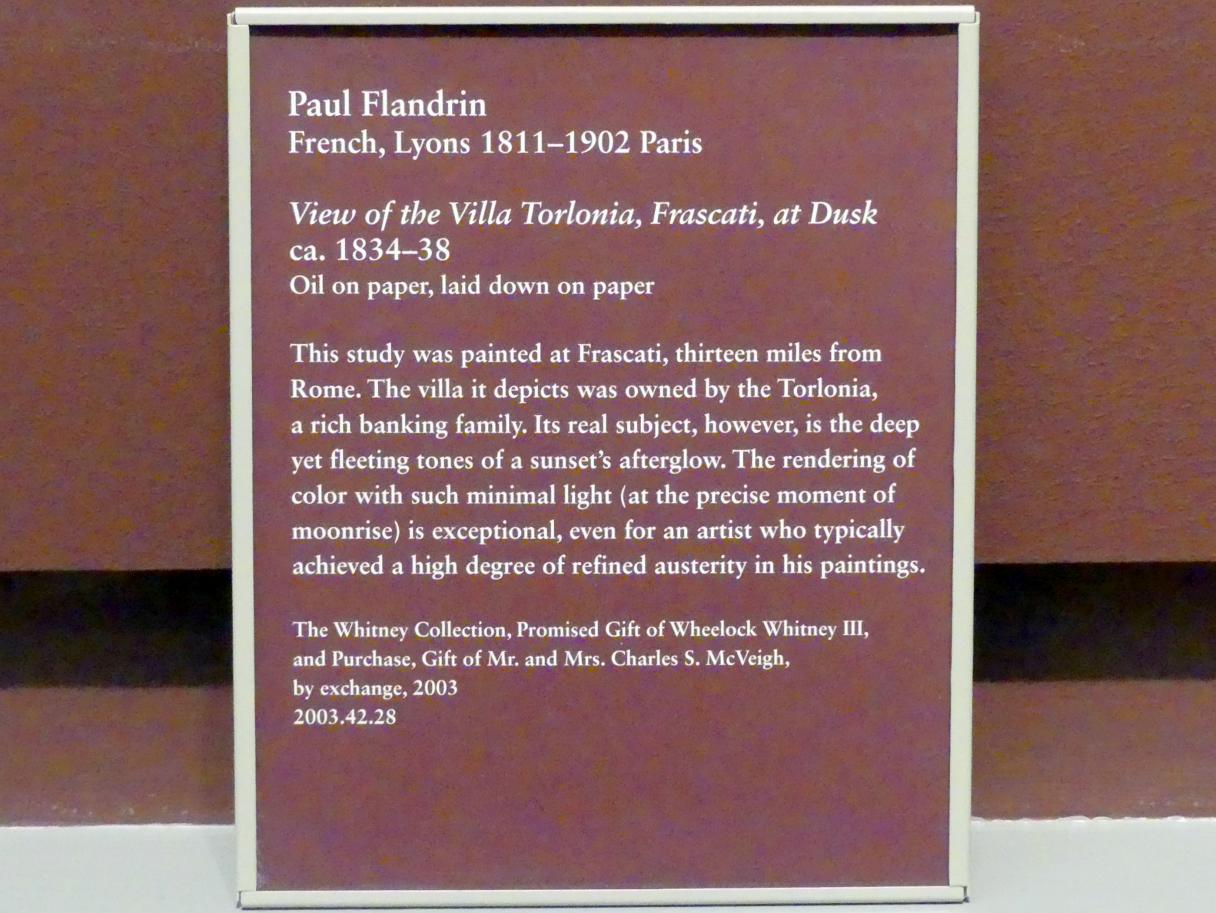 Paul Flandrin
French, Lyons 1811–1902 Paris
View of the Villa Torlonia, Frascati, at Dusk
ca. 1834–38
Oil on paper, laid down on paper
This study was painted at Frascati, thirteen miles from
Rome. The villa it depicts was owned by the Torlonia,
a rich banking family. Its real subject, however, is the deep
yet fleeting tones of a sunset’s afterglow. The rendering of
color with such minimal light (at the precise moment of
moonrise) is exceptional, even for an artist who typically
achieved a high degree of refined austerity in his paintings.
The Whitney Collection, Promised Gift of Wheelock Whitney III,
and Purchase, Gift of Mr. and Mrs. Charles S. McVeigh,
by exchange, 2003
2003.42.28